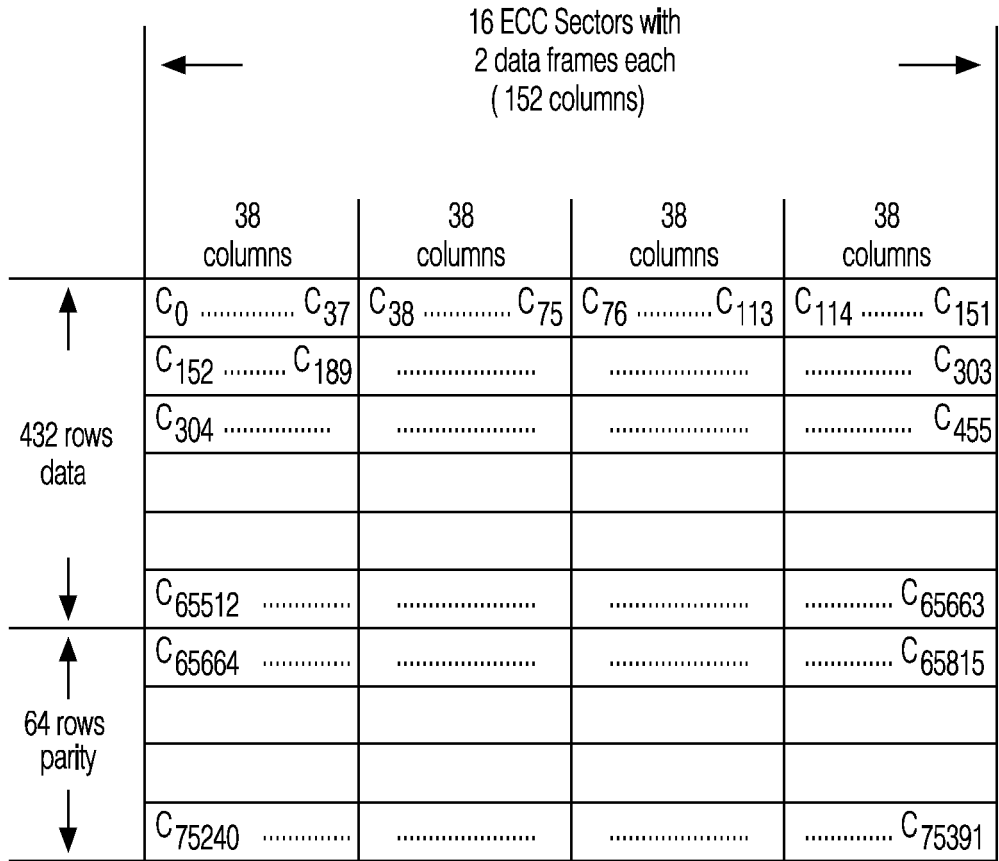 16 ECC Sectors with
2 data frames each
( 152 columns)
38 columns 38 columns 38 columns 38 columns
C0 .............. C37 C38 ............. C75 C76 ...........C113 C114 ......... C151
C152 ......... C189 .................... .................... ............... C303
C304 ............... .................... .................... ............... C455
432 rows
data
C65512 ............. .................... .................... ............. C65663
C65664 ............. .................... .................... ............. C65815
64 rows
parity
C75240 ............. .................... .................... ............. C75391